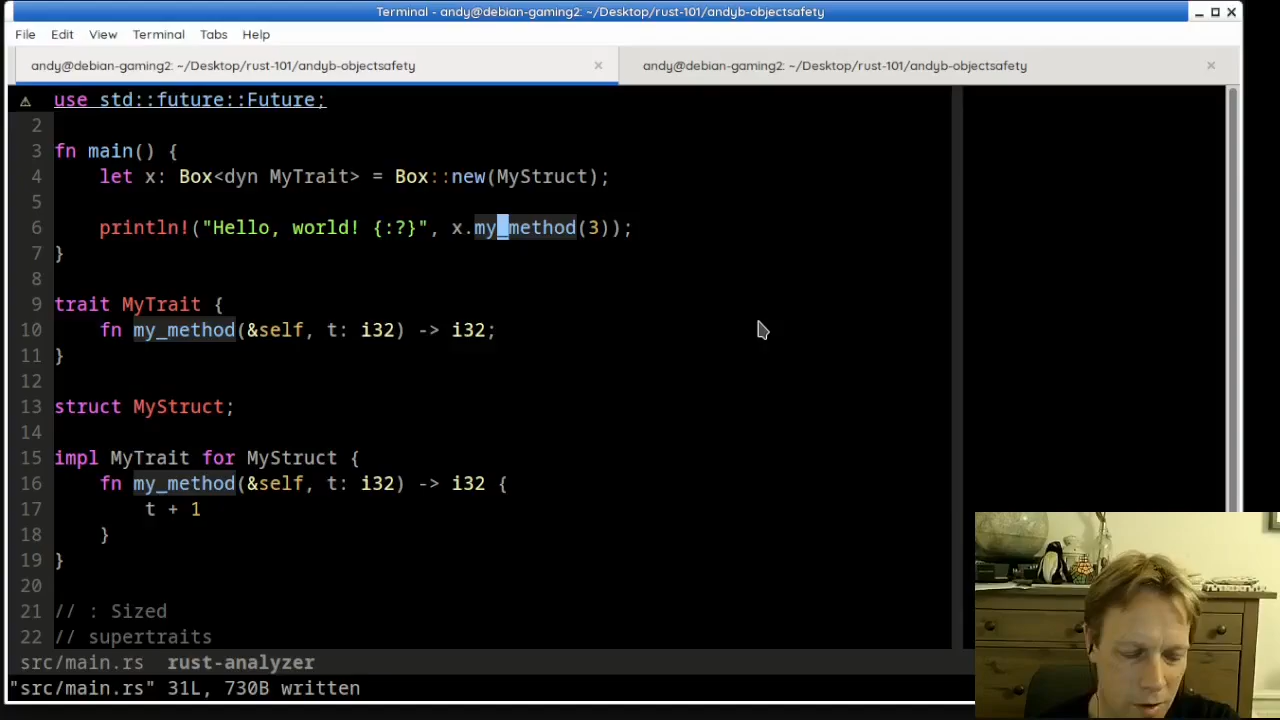 Terminal - andy@debian-gaming2: ~/Desktop/rust-101/andyb-objectsafety
File Edit View Terminal Tabs Help
andy@debian-gaming2: ~/Desktop/rust-101/andyb-objectsafety × andy@debian-gaming2: ~/Desktop/rust-101/andyb-objectsafety ×
⚠ use std::future::Future;
2
3 fn main() {
4     let x: Box<dyn MyTrait> = Box::new(MyStruct);
5
6     println!("Hello, world! {:?}", x.my_method(3));
7 }
8
9 trait MyTrait {
10     fn my_method(&self, t: i32) -> i32;
11 }
12
13 struct MyStruct;
14
15 impl MyTrait for MyStruct {
16     fn my_method(&self, t: i32) -> i32 {
17         t + 1
18     }
19 }
20
21 // : Sized
22 // supertraits
src/main.rs  rust-analyzer
"src/main.rs" 31L, 730B written